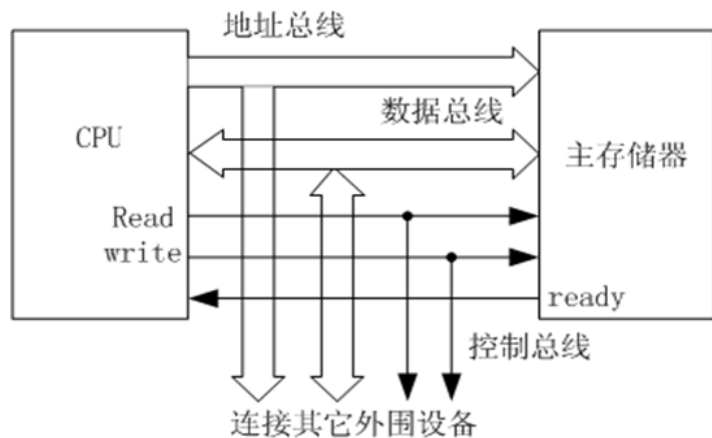 地址总线
数据总线
CPU
主存储器
Read
write
ready
控制总线
连接其它外围设备